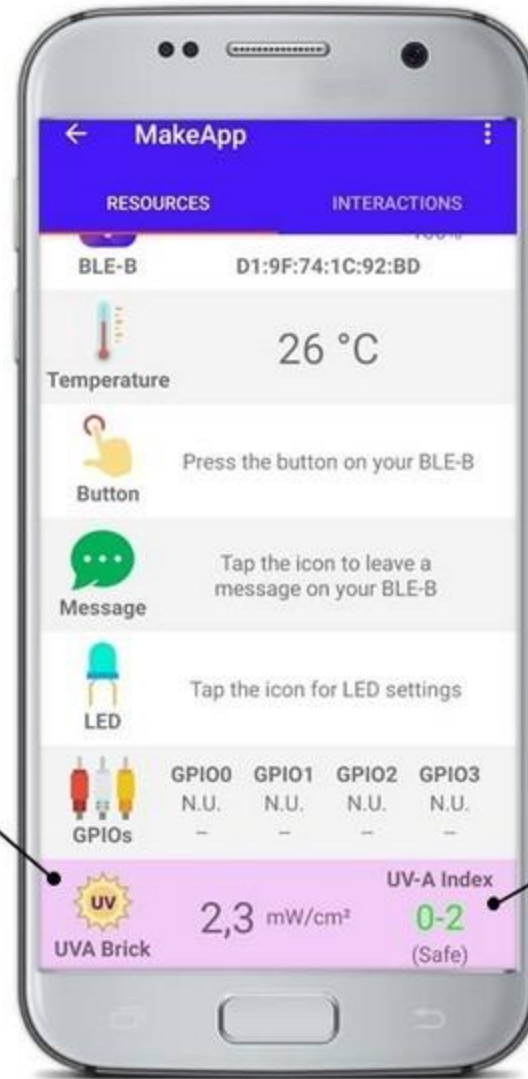 MakeApp
RESOURCES INTERACTIONS
BLE-B D1:9F:74:1C:92:BD
Temperature 26 °C
Button Press the button on your BLE-B
Message Tap the icon to leave a
message on your BLE-B
LED Tap the icon for LED settings
GPIO0 GPIO1 GPIO2 GPIO3
N.U. N.U. N.U. N.U.
GPIOs -- -- -- --
UV-A Index
UV 2,3 mW/cm² 0-2
UVA Brick (Safe)